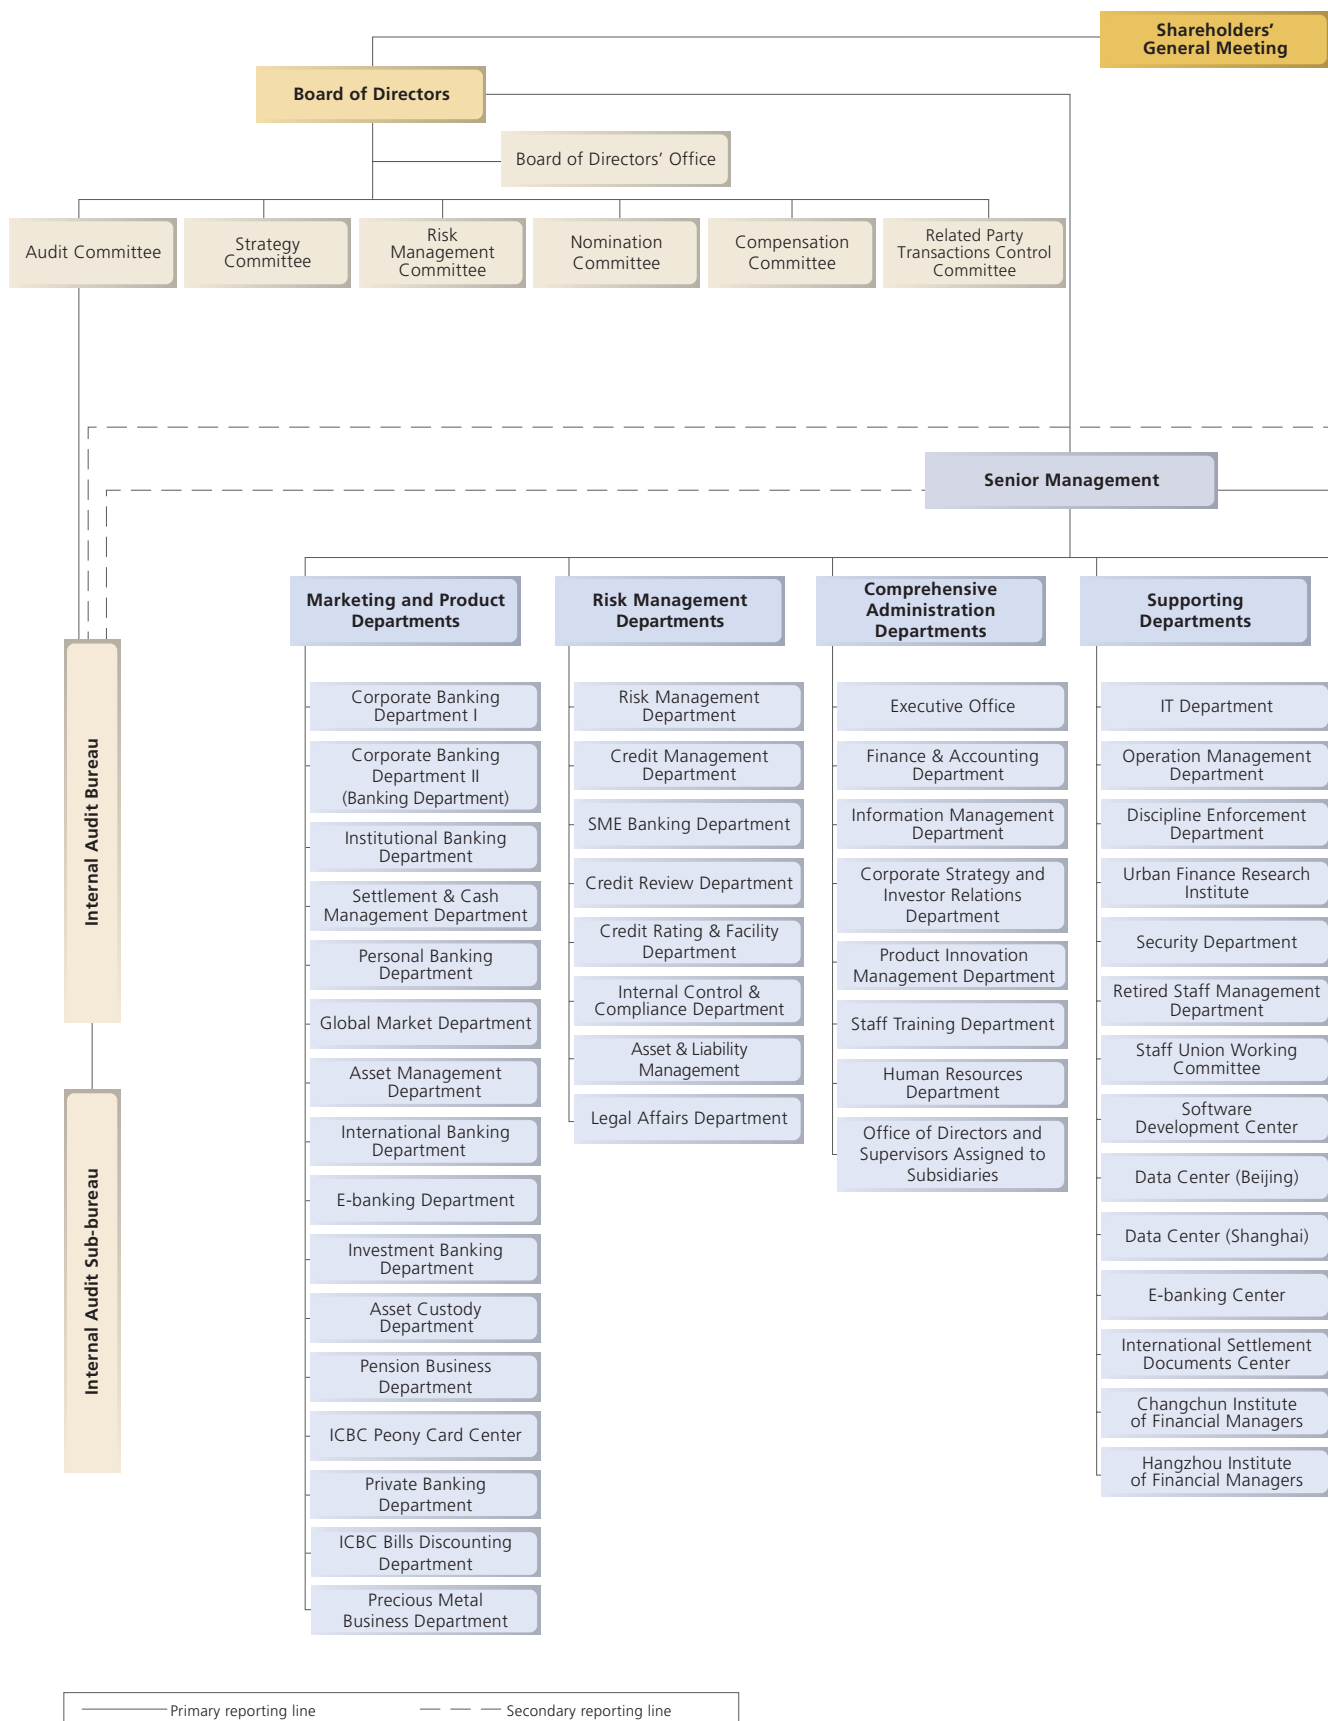 Shareholders’
General Meeting
Board of Directors
Board of Directors’ Office
Audit Committee
Strategy
Committee
Risk
Management
Committee
Nomination
Committee
Compensation
Committee
Related Party
Transactions Control
Committee
Senior Management
Marketing and Product
Departments
Risk Management
Departments
Comprehensive
Administration
Departments
Supporting
Departments
Internal Audit Bureau
Internal Audit Sub-bureau
Corporate Banking
Department I
Corporate Banking
Department II
(Banking Department)
Institutional Banking
Department
Settlement & Cash
Management Department
Personal Banking
Department
Global Market Department
Asset Management
Department
International Banking
Department
E-banking Department
Investment Banking
Department
Asset Custody
Department
Pension Business
Department
ICBC Peony Card Center
Private Banking
Department
ICBC Bills Discounting
Department
Precious Metal
Business Department
Risk Management
Department
Credit Management
Department
SME Banking Department
Credit Review Department
Credit Rating & Facility
Department
Internal Control &
Compliance Department
Asset & Liability
Management
Legal Affairs Department
Executive Office
Finance & Accounting
Department
Information Management
Department
Corporate Strategy and
Investor Relations
Department
Product Innovation
Management Department
Staff Training Department
Human Resources
Department
Office of Directors and
Supervisors Assigned to
Subsidiaries
IT Department
Operation Management
Department
Discipline Enforcement
Department
Urban Finance Research
Institute
Security Department
Retired Staff Management
Department
Staff Union Working
Committee
Software
Development Center
Data Center (Beijing)
Data Center (Shanghai)
E-banking Center
International Settlement
Documents Center
Changchun Institute
of Financial Managers
Hangzhou Institute
of Financial Managers
Primary reporting line
Secondary reporting line